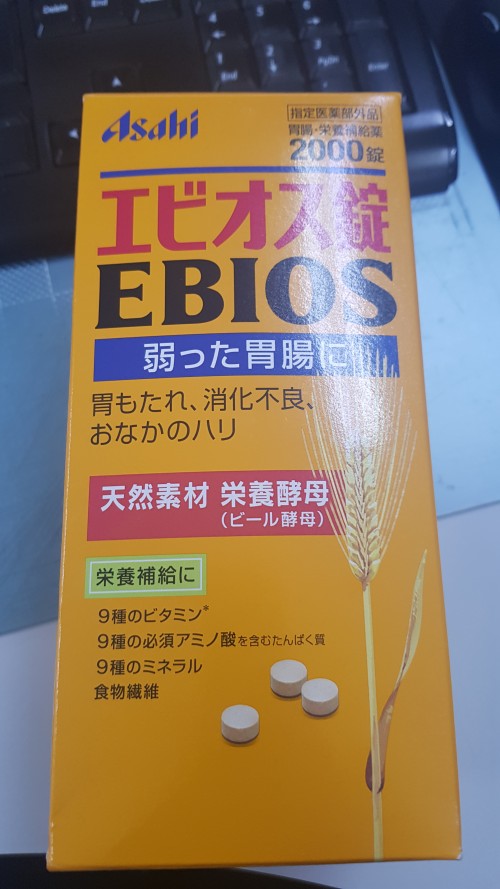 Delete
End
End
PgDn
Enter
Asahi
指定医薬部外品
胃腸・栄養補給薬
2000錠
エビオス錠
EBIOS
弱った胃腸に
胃もたれ、消化不良、
おなかのハリ
天然素材 栄養酵母
(ビール酵母)
栄養補給に
9種のビタミン*
9種の必須アミノ酸を含むたんぱく質
9種のミネラル
食物繊維